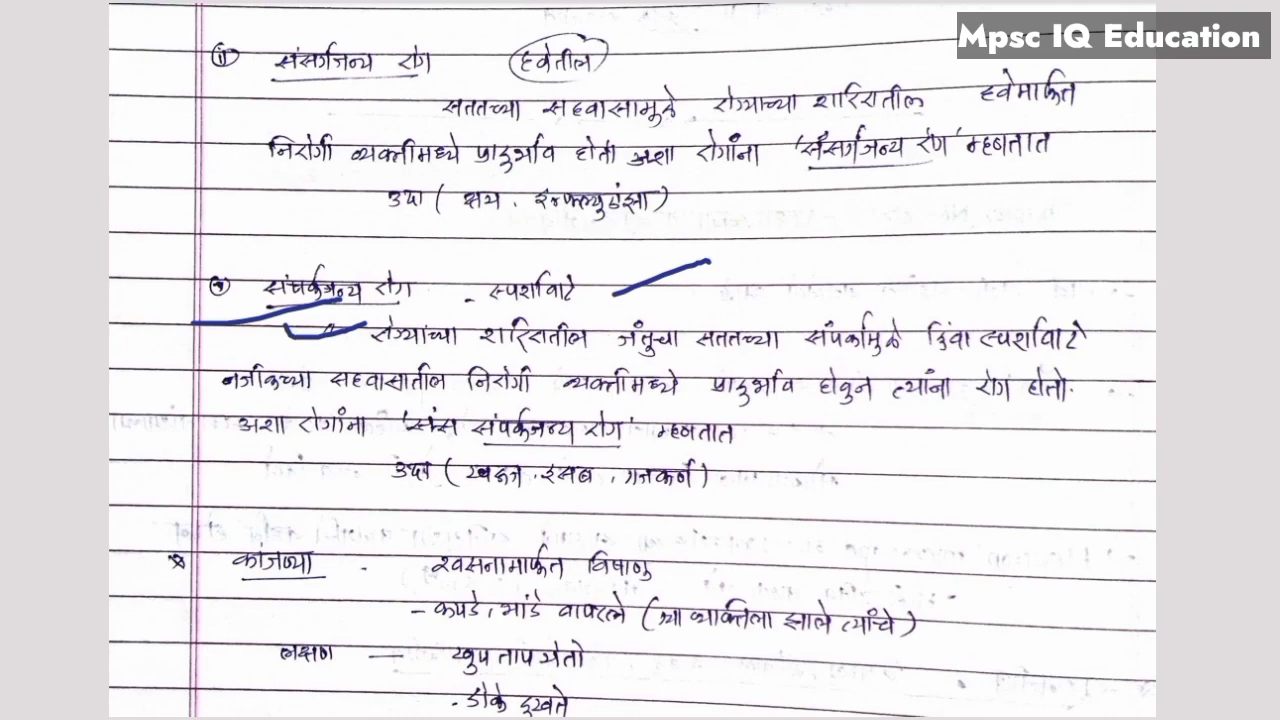 Mpsc IQ Education
ii) संसर्गजन्य रोग हवेतील
सततच्या सहवासामुळे रोग्याच्या शारिरातील हवेमार्फत
निरोगी व्यक्तीमध्ये प्रादुर्भाव होतो अशा रोगांना 'संसर्गजन्य रोग' म्हणतात
उदा ( क्षय . इन्फ्ल्युएंझा )
संपर्कजन्य रोग - स्पर्शावाटे
रोग्यांच्या शारिरातील जंतुचा सततच्या संपर्कामुळे किंवा स्पर्शावाटे
नजीकच्या सहवासातील निरोगी व्यक्तीमध्ये प्रादुर्भाव होवुन त्यांना रोग होतो.
अशा रोगांना 'संस संपर्कजन्य रोग' म्हणतात
उदा ( खरुज . इसब . गजकर्ण )
कांजण्या - श्वसनामार्फत विषाणु
- कपडे, भांडे वापरले ( ज्या व्यक्तिला झाले त्यांचे )
लक्षण — खुप ताप येतो
. डोके दुखते